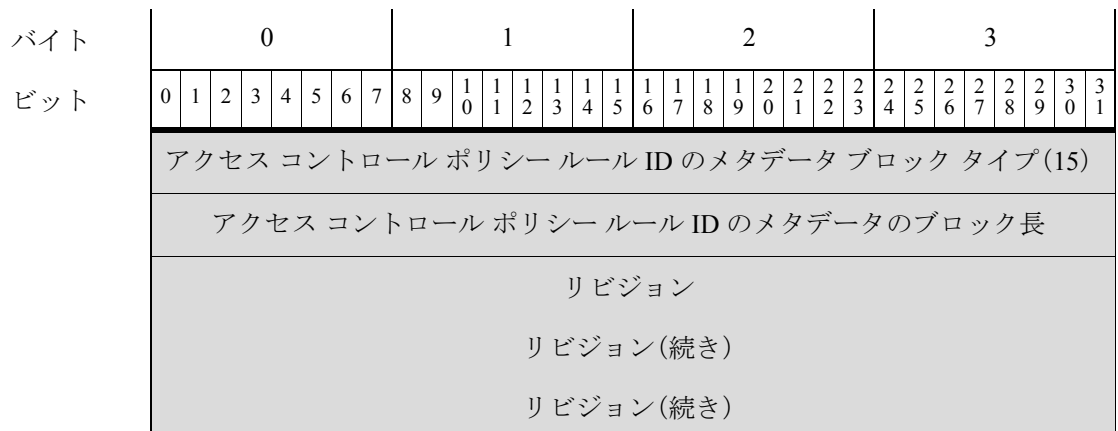 バイト 0 1 2 3
ビット 0 1 2 3 4 5 6 7 8 9 10 11 12 13 14 15 16 17 18 19 20 21 22 23 24 25 26 27 28 29 30 31
アクセス コントロール ポリシー ルール ID のメタデータ ブロック タイプ(15)
アクセス コントロール ポリシー ルール ID のメタデータのブロック長
リビジョン
リビジョン(続き)
リビジョン(続き)